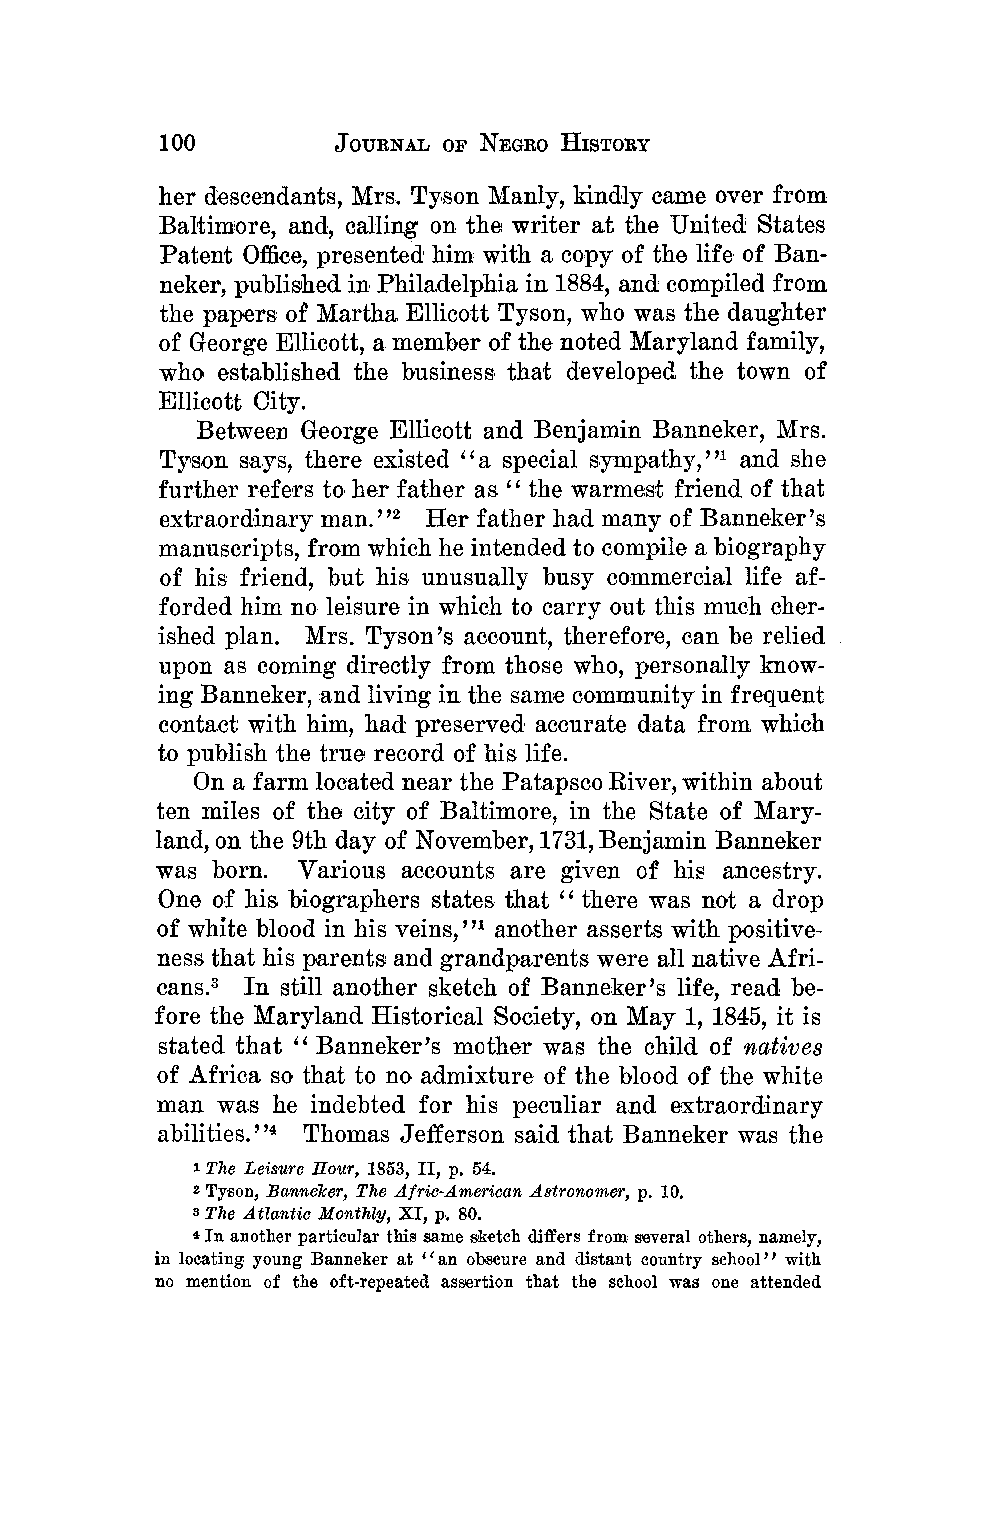 100 JOURNAL OF NEGRO HISTORY
her descendants, Mrs. Tyson Manly, kindly came over from
Baltimore, and, calling on the writer at the United States
Patent Office, presented him with a copy of the life of Ban-
neker, published in Philadelphia in 1884, and compiled from
the papers of Martha Ellicott Tyson, who was the daughter
of George Ellicott, a member of the noted Maryland family,
who established the business that developed the town of
Ellicott City.
Between George Ellicott and Benjamin Banneker, Mrs.
Tyson says, there existed "a special sympathy,"¹ and she
further refers to her father as " the warmest friend of that
extraordinary man."² Her father had many of Banneker's
manuscripts, from which he intended to compile a biography
of his friend, but his unusually busy commercial life af-
forded him no leisure in which to carry out this much cher-
ished plan. Mrs. Tyson's account, therefore, can be relied
upon as coming directly from those who, personally know-
ing Banneker, and living in the same community in frequent
contact with him, had preserved accurate data from which
to publish the true record of his life.
On a farm located near the Patapsco River, within about
ten miles of the city of Baltimore, in the State of Mary-
land, on the 9th day of November, 1731, Benjamin Banneker
was born. Various accounts are given of his ancestry.
One of his biographers states that " there was not a drop
of white blood in his veins,"¹ another asserts with positive-
ness that his parents and grandparents were all native Afri-
cans.³ In still another sketch of Banneker's life, read be-
fore the Maryland Historical Society, on May 1, 1845, it is
stated that " Banneker's mother was the child of natives
of Africa so that to no admixture of the blood of the white
man was he indebted for his peculiar and extraordinary
abilities."⁴ Thomas Jefferson said that Banneker was the
¹ The Leisure Hour, 1853, II, p. 54.
² Tyson, Banneker, The Afric-American Astronomer, p. 10.
³ The Atlantic Monthly, XI, p. 80.
⁴ In another particular this same sketch differs from several others, namely,
in locating young Banneker at "an obscure and distant country school" with
no mention of the oft-repeated assertion that the school was one attended